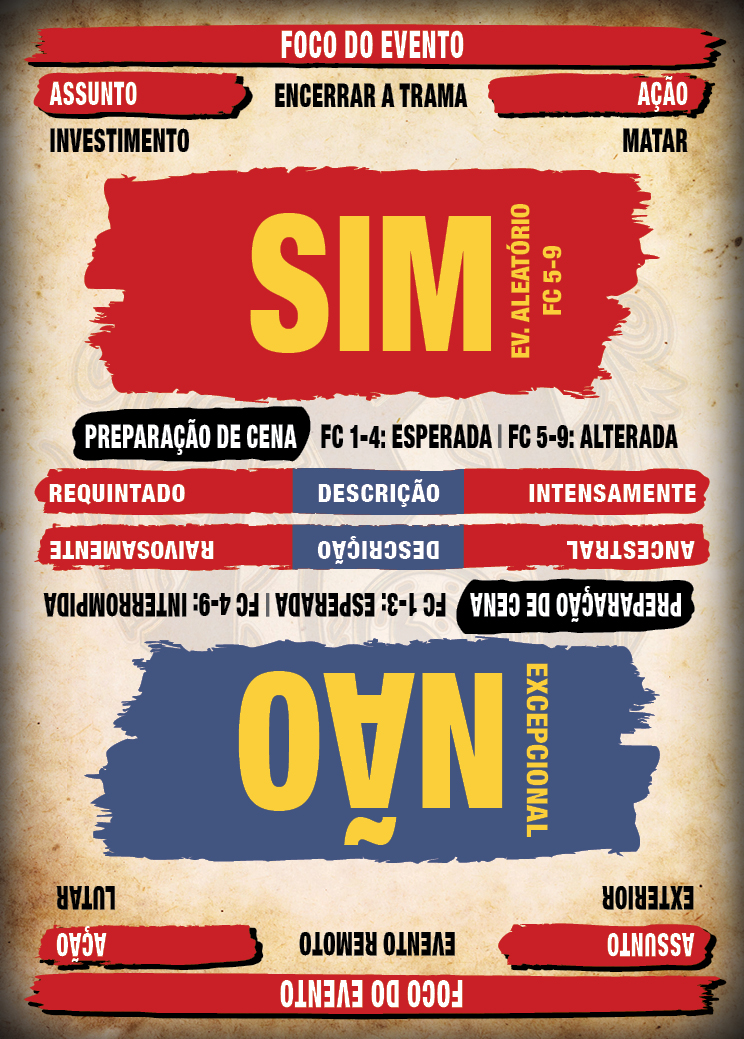 FOCO DO EVENTO
ASSUNTO ENCERRAR A TRAMA AÇÃO
INVESTIMENTO MATAR
SIM
EV. ALEATÓRIO
FC 5-9
PREPARAÇÃO DE CENA FC 1-4: ESPERADA | FC 5-9: ALTERADA
REQUINTADO DESCRIÇÃO INTENSAMENTE
FOCO DO EVENTO
ASSUNTO EVENTO REMOTO AÇÃO
EXTERIOR LUTAR
NÃO
EXCEPCIONAL
PREPARAÇÃO DE CENA FC 1-3: ESPERADA | FC 4-9: INTERROMPIDA
ANCESTRAL DESCRIÇÃO RAIVOSAMENTE